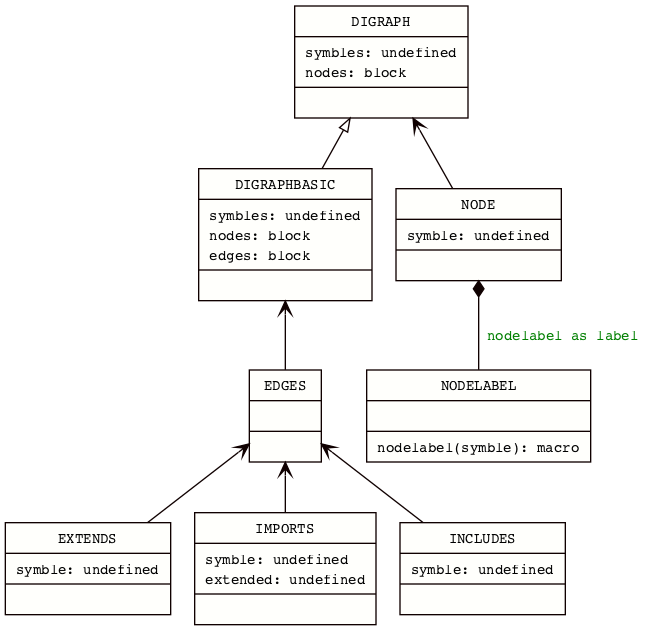 DIGRAPH
symbles: undefined
nodes: block
DIGRAPHBASIC
symbles: undefined
nodes: block
edges: block
NODE
symble: undefined
nodelabel as label
EDGES
NODELABEL
nodelabel(symble): macro
EXTENDS
symble: undefined
IMPORTS
symble: undefined
extended: undefined
INCLUDES
symble: undefined